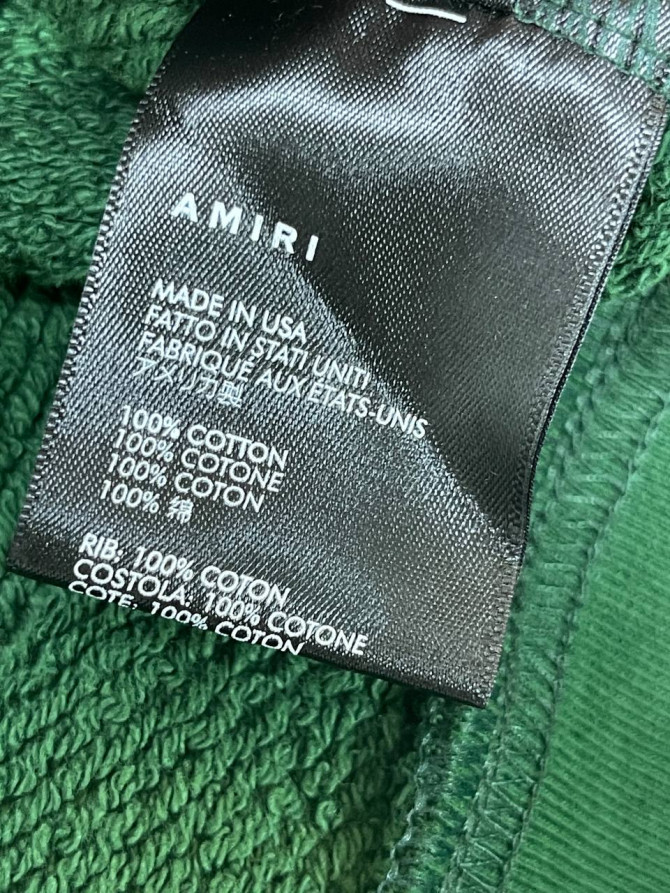 AMIRI
MADE IN USA
FATTO IN STATI UNITI
FABRIQUE AUX ETATS-UNIS
アメリカ製
100% COTTON
100% COTONE
100% COTON
100% 綿
RIB: 100% COTON
COSTOLA: 100% COTONE
COTE: 100% COTON